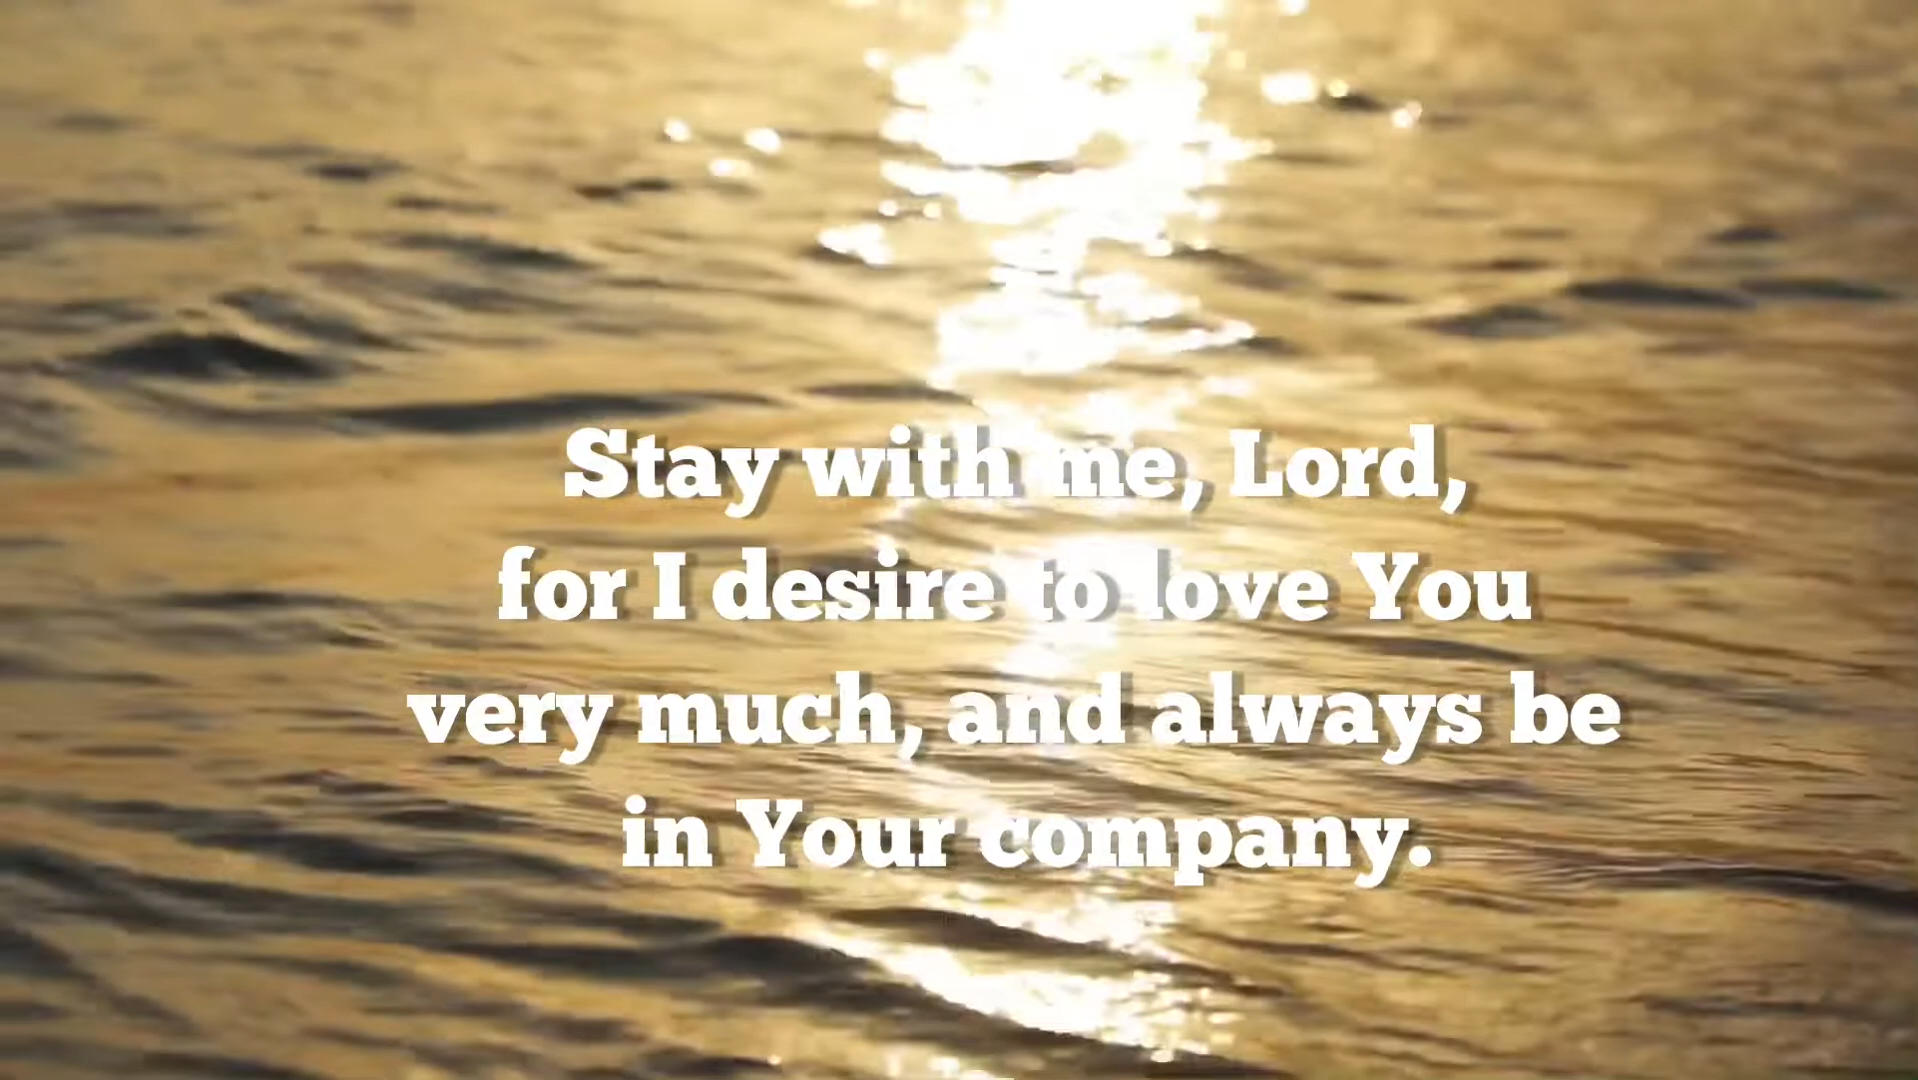 Stay with me, Lord,
for I desire to love You
very much, and always be
in Your company.